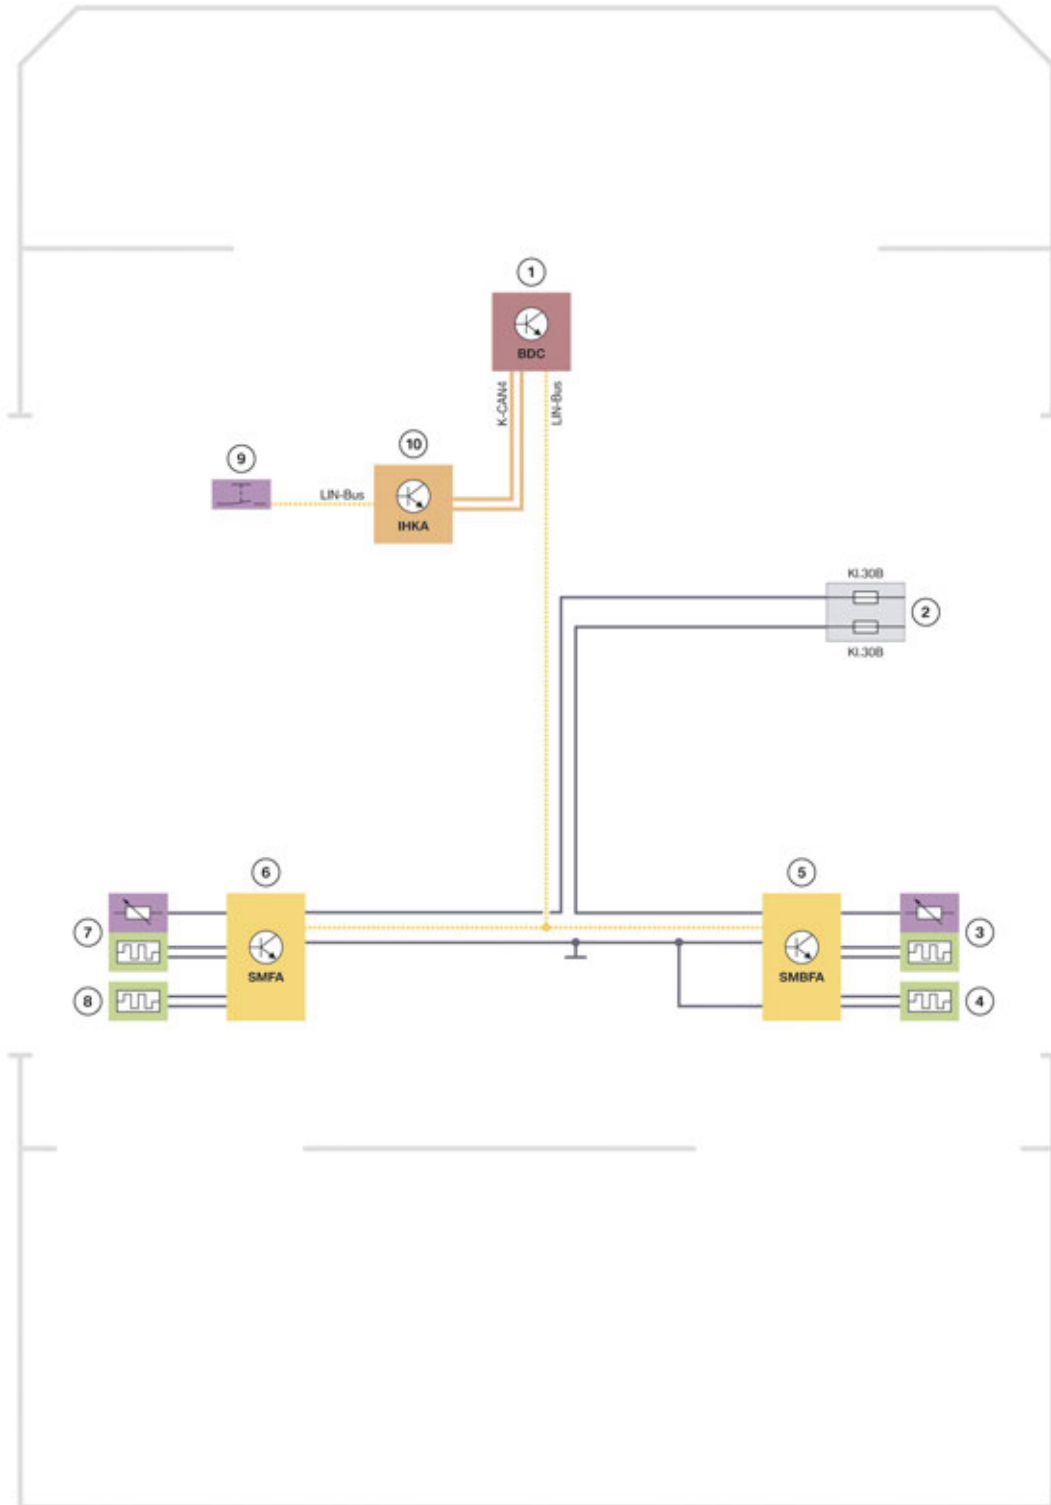 1
BDC
K-CAN4
LIN-Bus
10
9
LIN-Bus
IHKA
Kl.30B
2
Kl.30B
6
5
7
3
SMFA
SMBFA
8
4